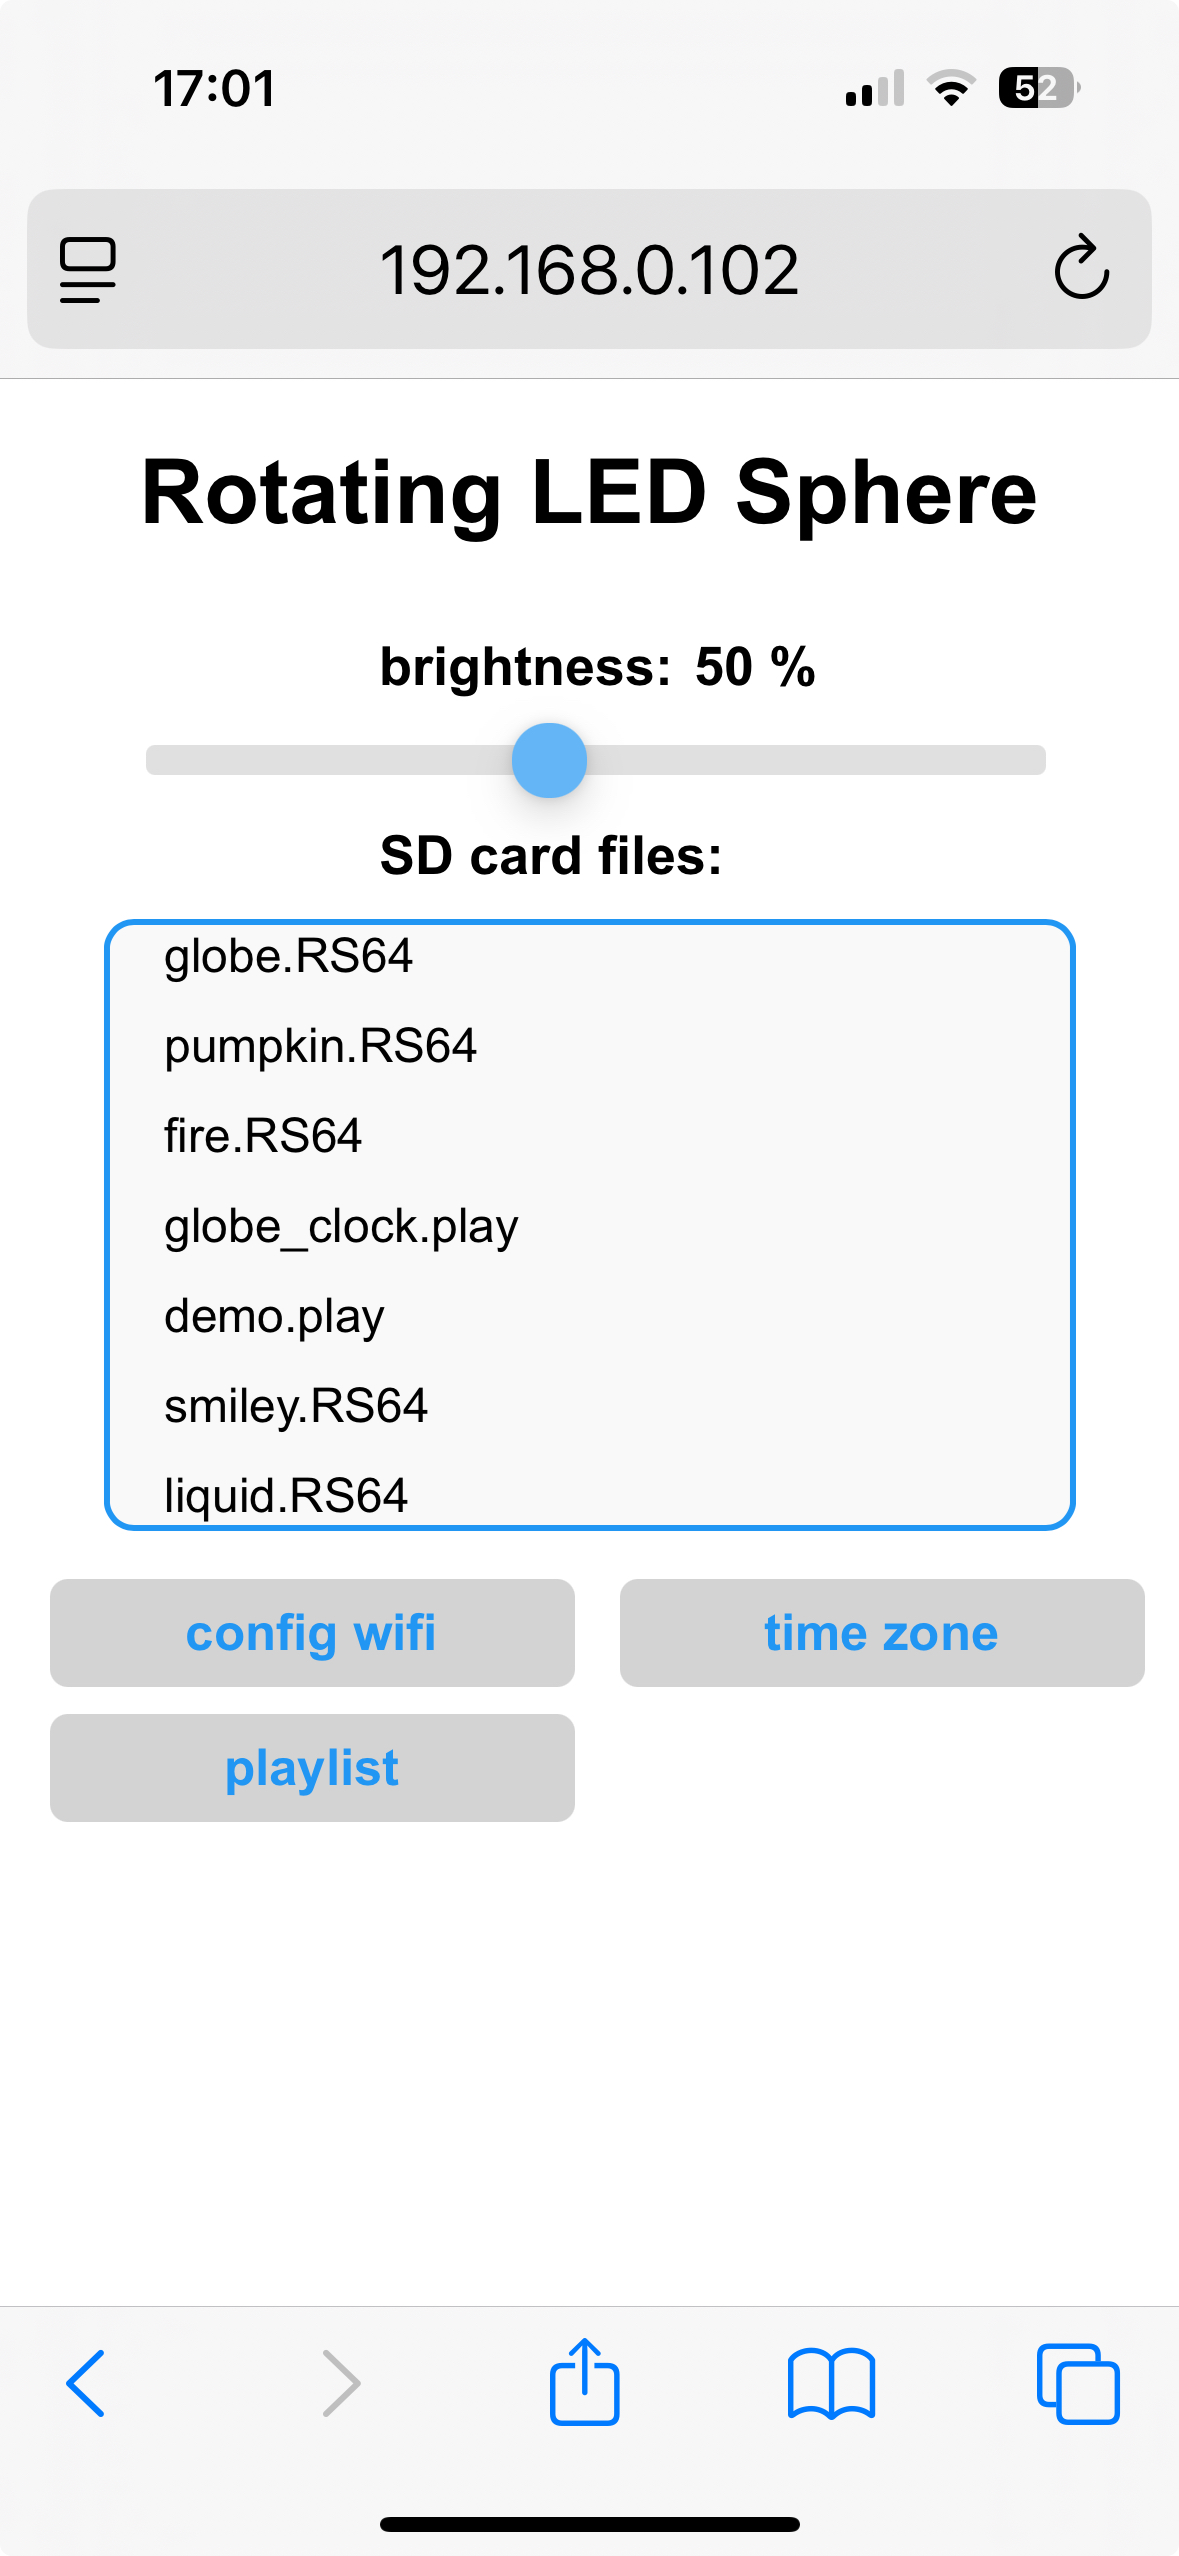 17:01
52
192.168.0.102
Rotating LED Sphere
brightness: 50 %
SD card files:
globe.RS64
pumpkin.RS64
fire.RS64
globe_clock.play
demo.play
smiley.RS64
liquid.RS64
config wifi
time zone
playlist